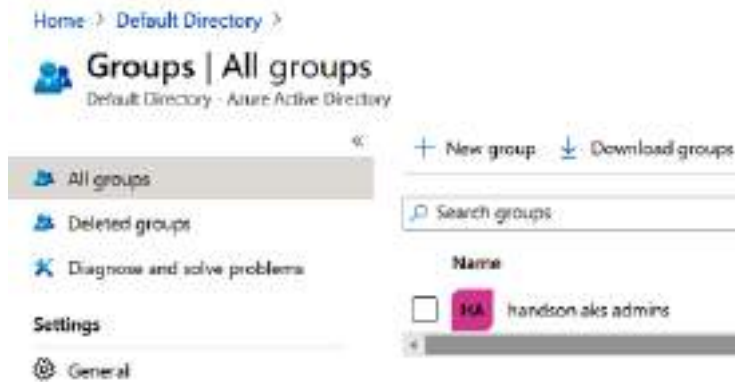 Home > Default Directory >
Groups | All groups
Default Directory - Azure Active Directory
«
+ New group Download groups
All groups
Deleted groups
Search groups
Diagnose and solve problems
Name
HA handson aks admins
Settings
General